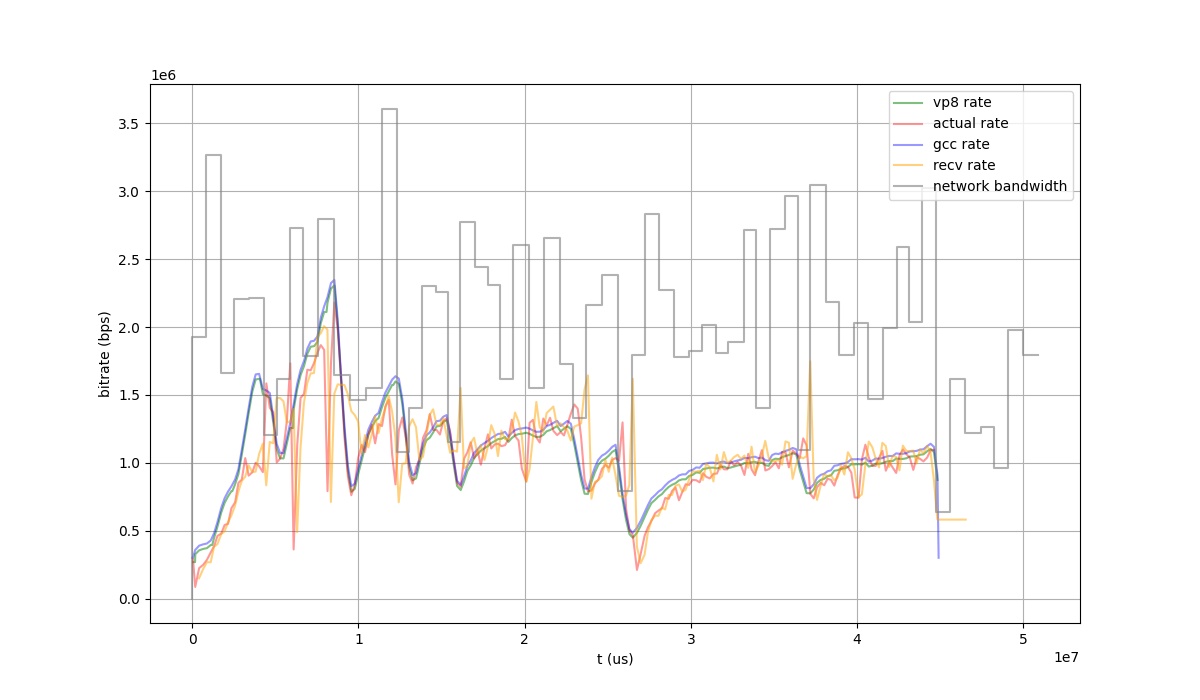 1e6
3.5
3.0
2.5
2.0
1.5
1.0
0.5
0.0
bitrate (bps)
vp8 rate
actual rate
gcc rate
recv rate
network bandwidth
0
1
2
3
4
5
t (us)
1e7